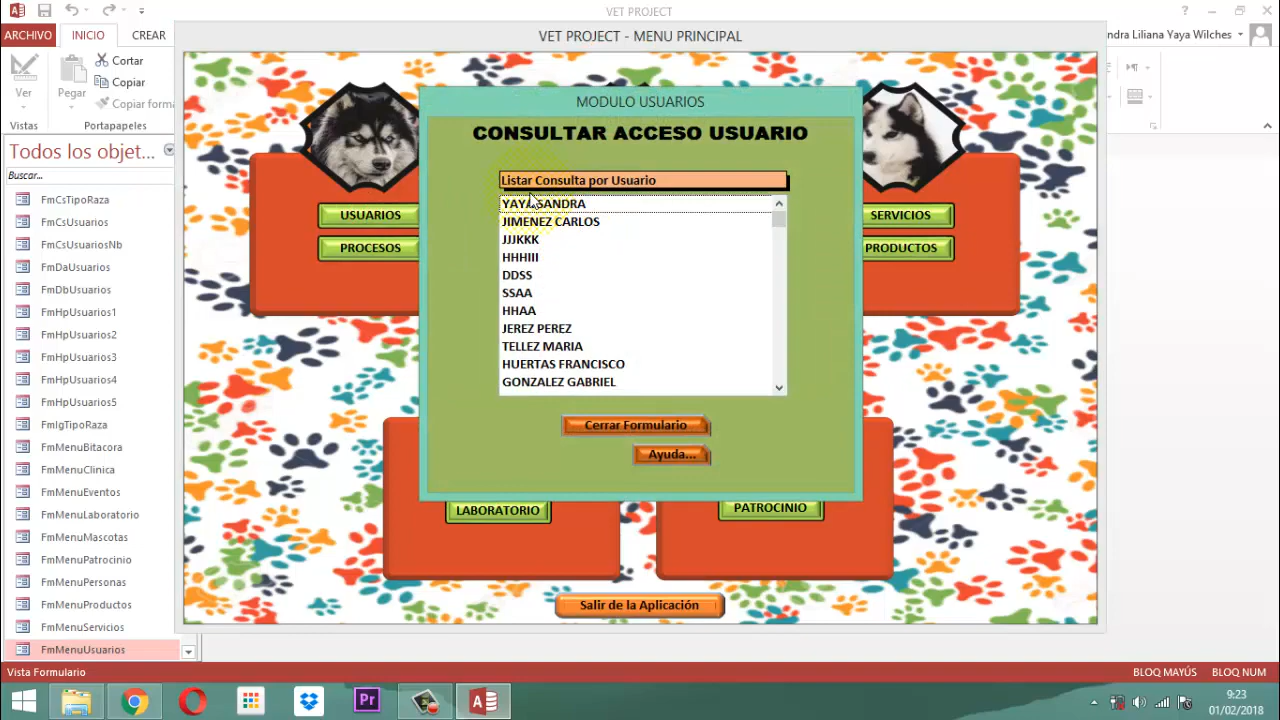 VET PROJECT
ARCHIVO
INICIO
CREAR
ndra Liliana Yaya Wilches
Ver
Pegar
Cortar
Copiar
Copiar forma
Vistas
Portapapeles
Todos los objet...
Buscar...
FmCsTipoRaza
FmCsUsuarios
FmCsUsuariosNb
FmDaUsuarios
FmDbUsuarios
FmHpUsuarios1
FmHpUsuarios2
FmHpUsuarios3
FmHpUsuarios4
FmHpUsuarios5
FmIgTipoRaza
FmMenuBitacora
FmMenuClinica
FmMenuEventos
FmMenuLaboratorio
FmMenuMascotas
FmMenuPatrocinio
FmMenuPersonas
FmMenuProductos
FmMenuServicios
FmMenuUsuarios
VET PROJECT - MENU PRINCIPAL
USUARIOS
PROCESOS
SERVICIOS
PRODUCTOS
MODULO USUARIOS
CONSULTAR ACCESO USUARIO
Listar Consulta por Usuario
YAYA SANDRA
JIMENEZ CARLOS
JJJKKK
HHHIII
DDSS
SSAA
HHAA
JEREZ PEREZ
TELLEZ MARIA
HUERTAS FRANCISCO
GONZALEZ GABRIEL
Cerrar Formulario
Ayuda...
LABORATORIO
PATROCINIO
Salir de la Aplicación
Vista Formulario
BLOQ MAYÚS
BLOQ NUM
Pr
9:23
01/02/2018